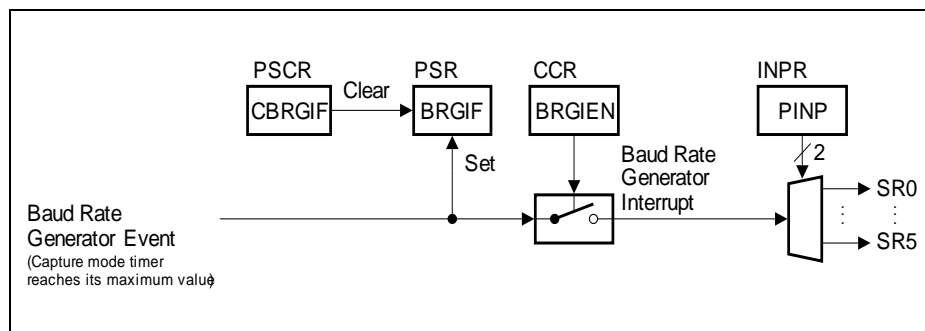 PSCR
PSR
CCR
INPR
CBRGIF
Clear
BRGIF
BRGIEN
PINP
Set
2
Baud Rate
Generator
Interrupt
SR0
SR5
Baud Rate
Generator Event
(Capture mode timer
reaches its maximum value)